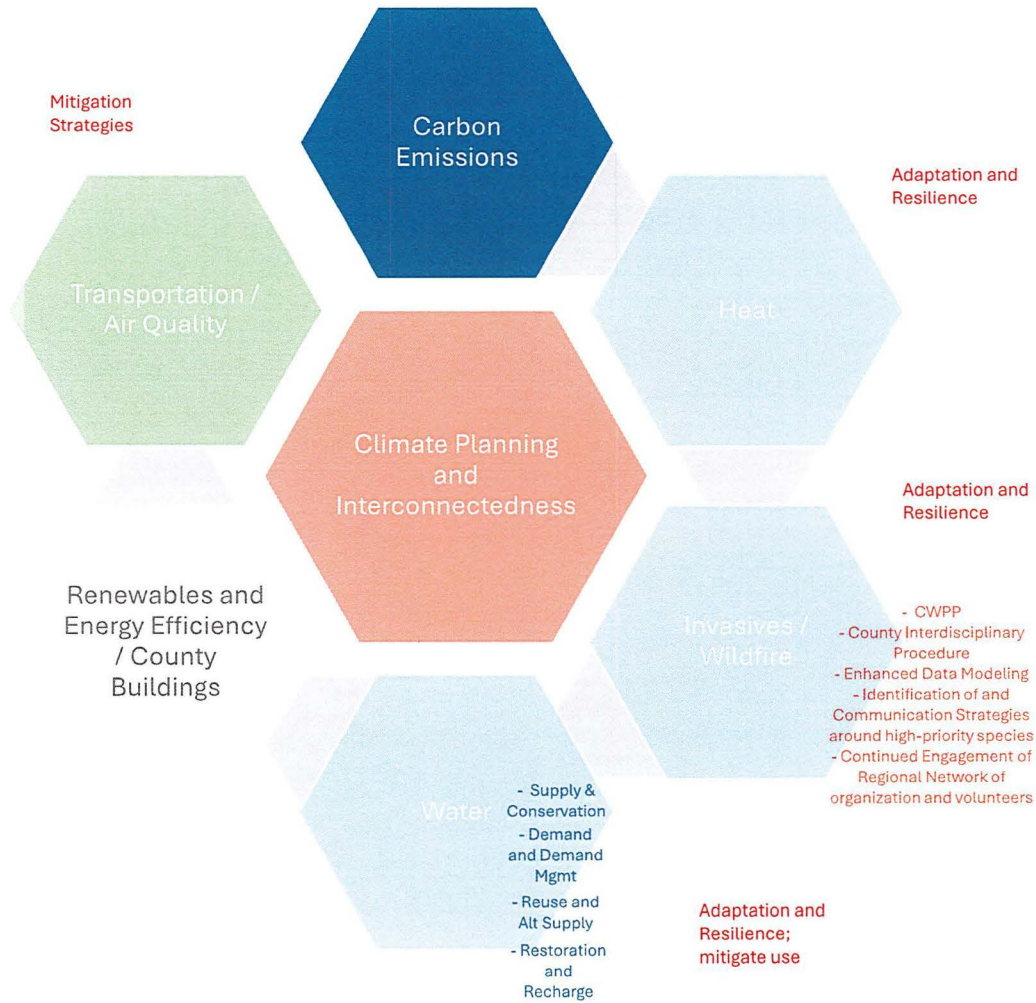 Mitigation
Strategies
Carbon
Emissions
Adaptation and
Resilience
Transportation /
Air Quality
Heat
Climate Planning
and
Interconnectedness
Adaptation and
Resilience
Renewables and
Energy Efficiency
/ County
Buildings
Invasives /
Wildfire
- CWPP
- County Interdisciplinary
Procedure
- Enhanced Data Modeling
- Identification of and
Communication Strategies
around high-priority species
- Continued Engagement of
Regional Network of
organization and volunteers
Water
- Supply &
Conservation
- Demand
and Demand
Mgmt
- Reuse and
Alt Supply
- Restoration
and
Recharge
Adaptation and
Resilience;
mitigate use